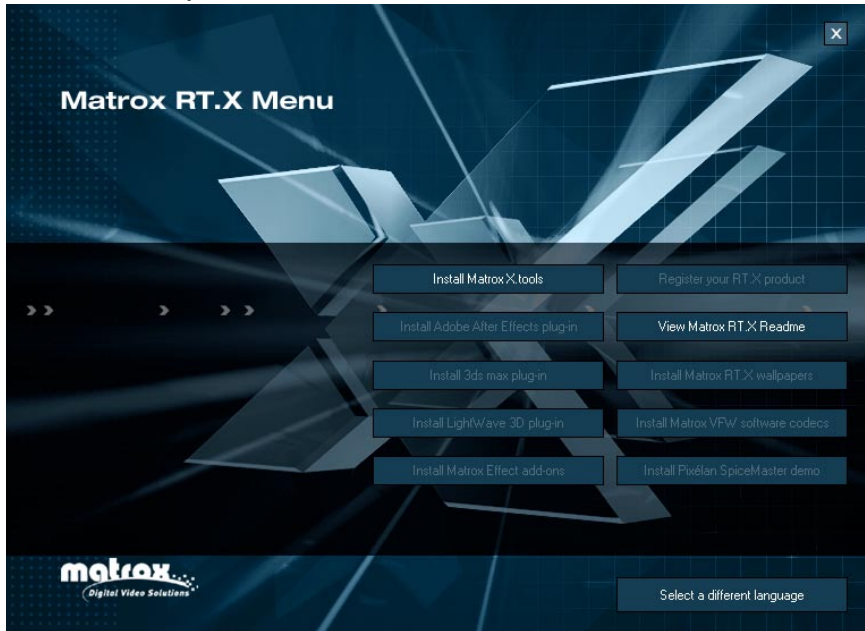 X
Matrox RT.X Menu
Install Matrox X.tools
Register your RT.X product
Install Adobe After Effects plug-in
View Matrox RT.X Readme
Install 3ds max plug-in
Install Matrox RT.X wallpapers
Install LightWave 3D plug-in
Install Matrox VFW software codecs
Install Matrox Effect add-ons
Install Pixélan SpiceMaster demo
matrox
Digital Video Solutions
Select a different language